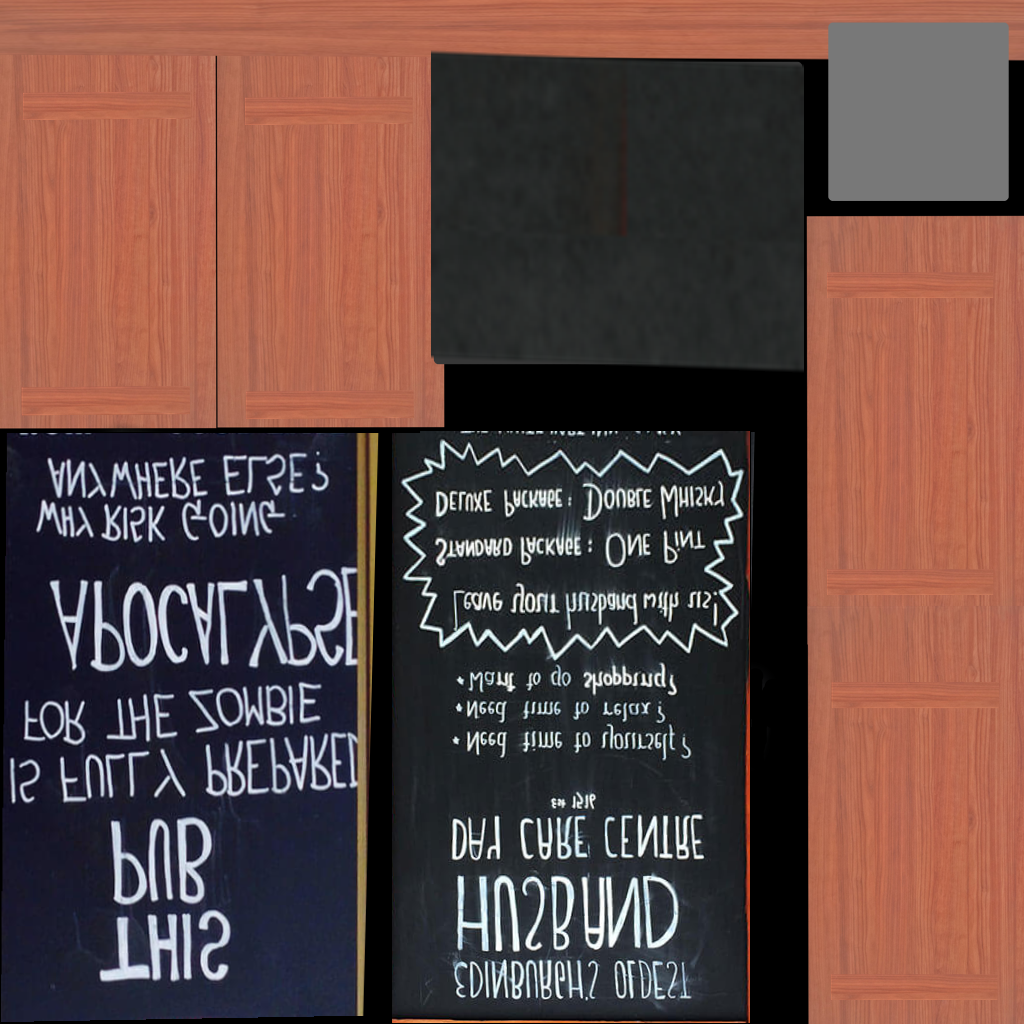 THIS
PUB
IS FULLY PREPARED
FOR THE ZOMBIE
APOCALYPSE
WHY RISK GOING
ANYWHERE ELSE?
EDINBURGH'S OLDEST
HUSBAND
DAY CARE CENTRE
Est 1516
• Need time to yourself?
• Need time to relax?
• Want to go shopping?
Leave your husband with us!
STANDARD PACKAGE: ONE PINT
DELUXE PACKAGE: DOUBLE WHISKY